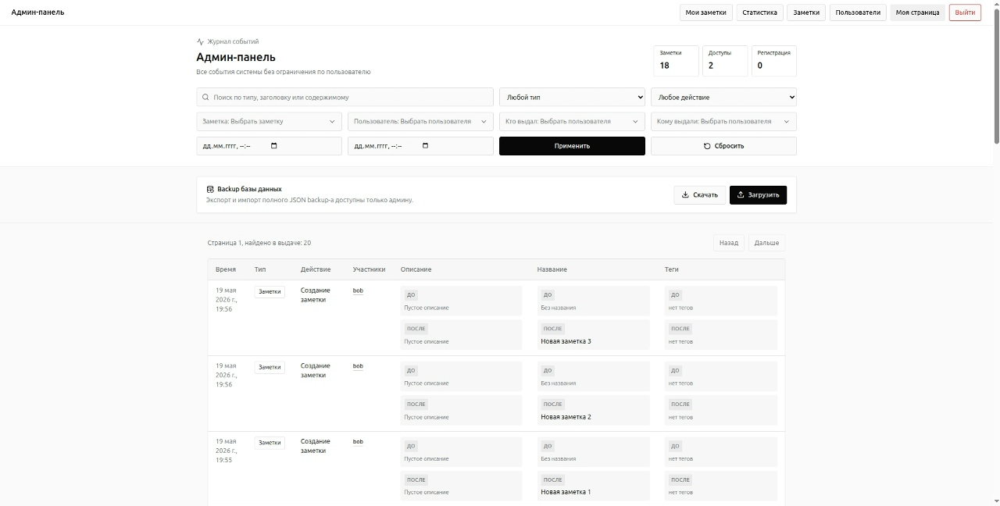 Админ-панель
Мои заметки Статистика Заметки Пользователи Моя страница Выйти
Журнал событий
Админ-панель
Все события системы без ограничения по пользователю
Заметки Доступы Регистрация
18 2 0
Поиск по типу, заголовку или содержимому Любой тип Любое действие
Заметка: Выбрать заметку Пользователь: Выбрать пользователя Кто выдал: Выбрать пользователя Кому выдали: Выбрать пользователя
дд.мм.гггг, --:-- дд.мм.гггг, --:-- Применить Сбросить
Backup базы данных
Экспорт и импорт полного JSON backup-а доступны только админу.
Скачать Загрузить
Страница 1, найдено в выдаче: 20 Назад Дальше
Время Тип Действие Участники Описание Название Теги
19 мая 2026 г., 19:56 Заметки Создание заметки bob
ДО ДО ДО
Пустое описание Без названия нет тегов
ПОСЛЕ ПОСЛЕ ПОСЛЕ
Пустое описание Новая заметка 3 нет тегов
19 мая 2026 г., 19:56 Заметки Создание заметки bob
ДО ДО ДО
Пустое описание Без названия нет тегов
ПОСЛЕ ПОСЛЕ ПОСЛЕ
Пустое описание Новая заметка 2 нет тегов
19 мая 2026 г., 19:55 Заметки Создание заметки bob
ДО ДО ДО
Пустое описание Без названия нет тегов
ПОСЛЕ ПОСЛЕ ПОСЛЕ
Пустое описание Новая заметка 1 нет тегов